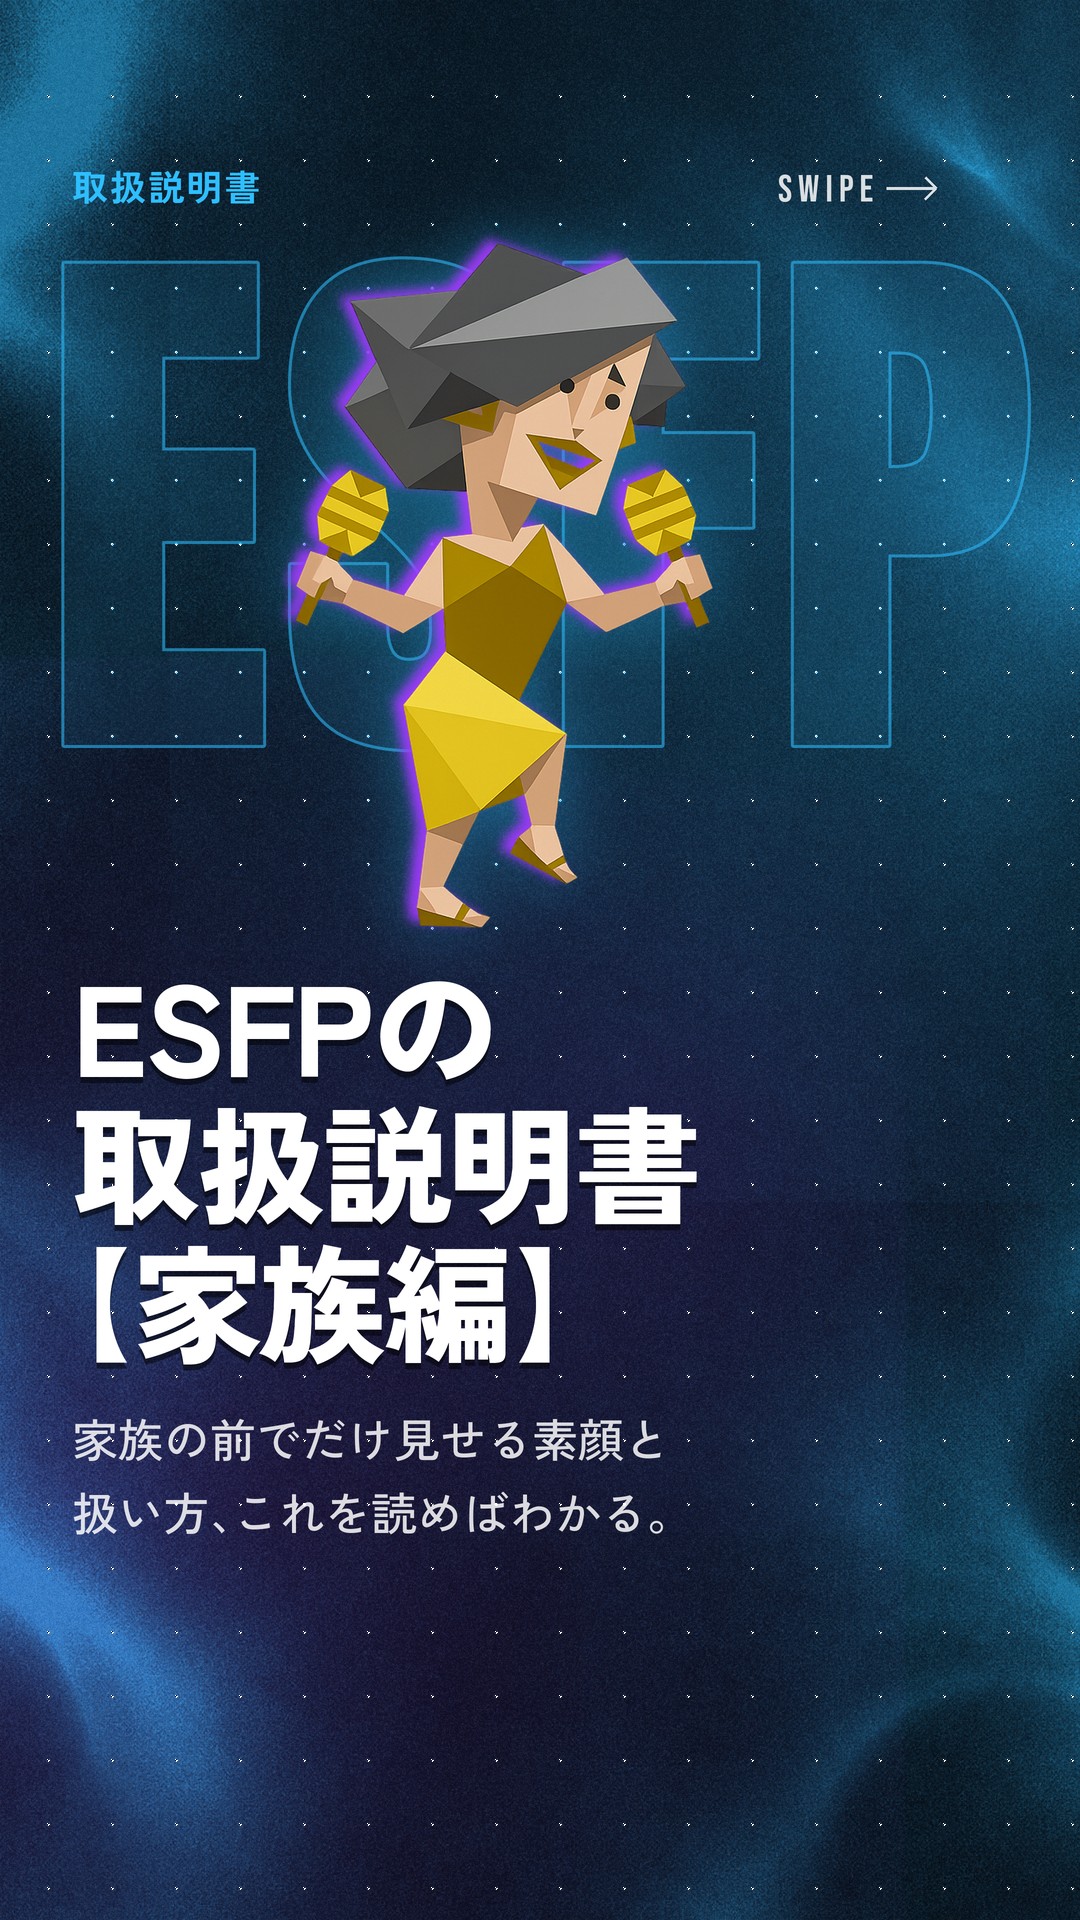 取扱説明書
SWIPE →
ESFP
ESFPの
取扱説明書
【家族編】
家族の前でだけ見せる素顔と
扱い方、これを読めばわかる。